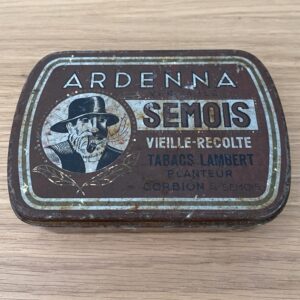 ARDENNA
SEMOIS
VIEILLE-RECOLTE
TABACS LAMBERT
PLANTEUR
CORBION S/SEMOIS